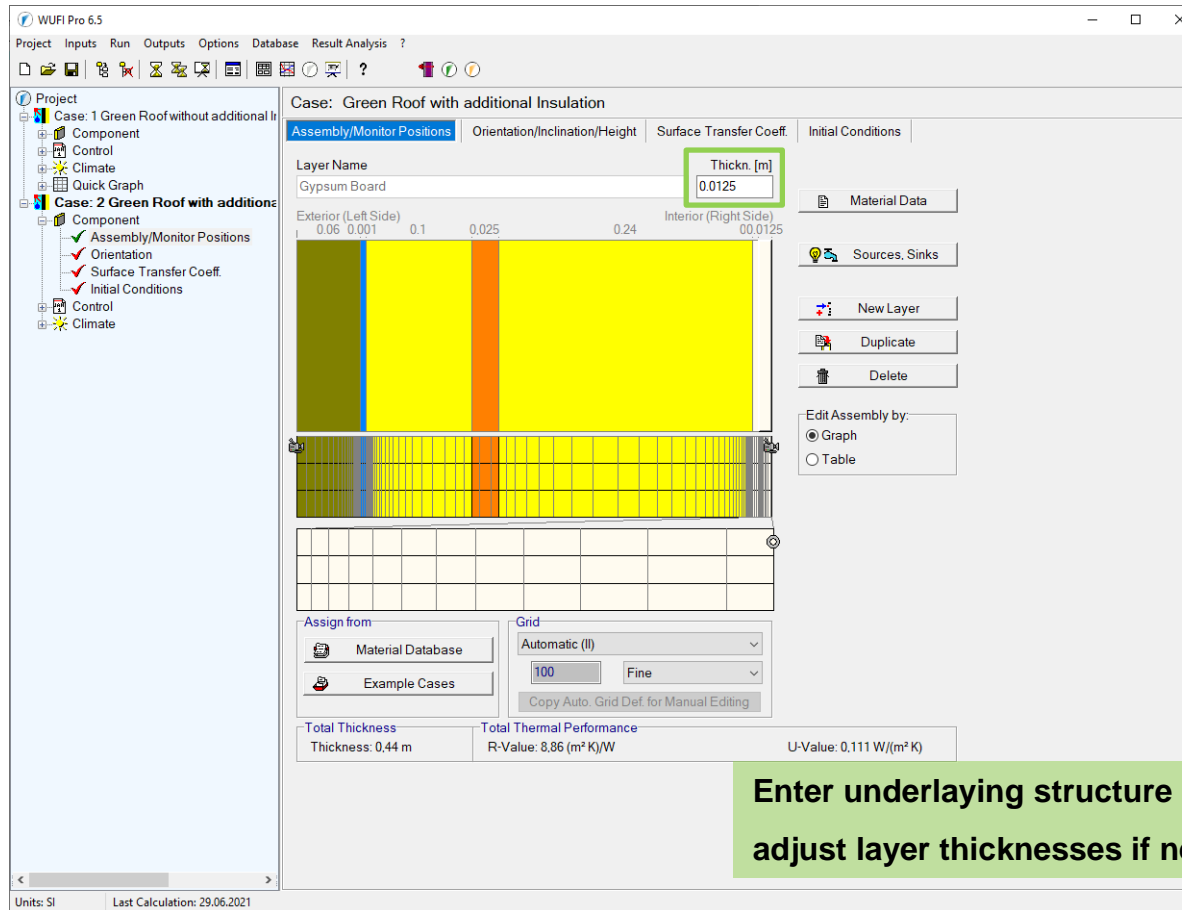 WUFI Pro 6.5
Project Inputs Run Outputs Options Database Result Analysis ?
Project
Case: 1 Green Roof without additional
Component
Control
Climate
Quick Graph
Case: 2 Green Roof with
Component
Assembly/Monitor Positions
Orientation
Surface Transfer Coeff.
Initial Conditions
Control
Climate
Case: Green Roof with additional Insulation
Assembly/Monitor Positions Orientation/Inclination/Height Surface Transfer Coeff. Initial Conditions
Layer Name Thickn. [m]
Gypsum Board 0.0125
Exterior (Left Side) Interior (Right Side)
0.06 0.001 0.1 0,025 0.24 00.0125
Material Data
Sources, Sinks
New Layer
Duplicate
Delete
Edit Assembly by:
Graph
Table
Assign from
Material Database
Example Cases
Grid
Automatic (II)
100 Fine
Copy Auto. Grid Def. for Manual Editing
Total Thickness
Thickness: 0,44 m
Total Thermal Performance
R-Value: 8,86 (m² K)/W U-Value: 0,111 W/(m² K)
Enter underlaying structure
adjust layer thicknesses if
Units: SI Last Calculation: 29.06.2021